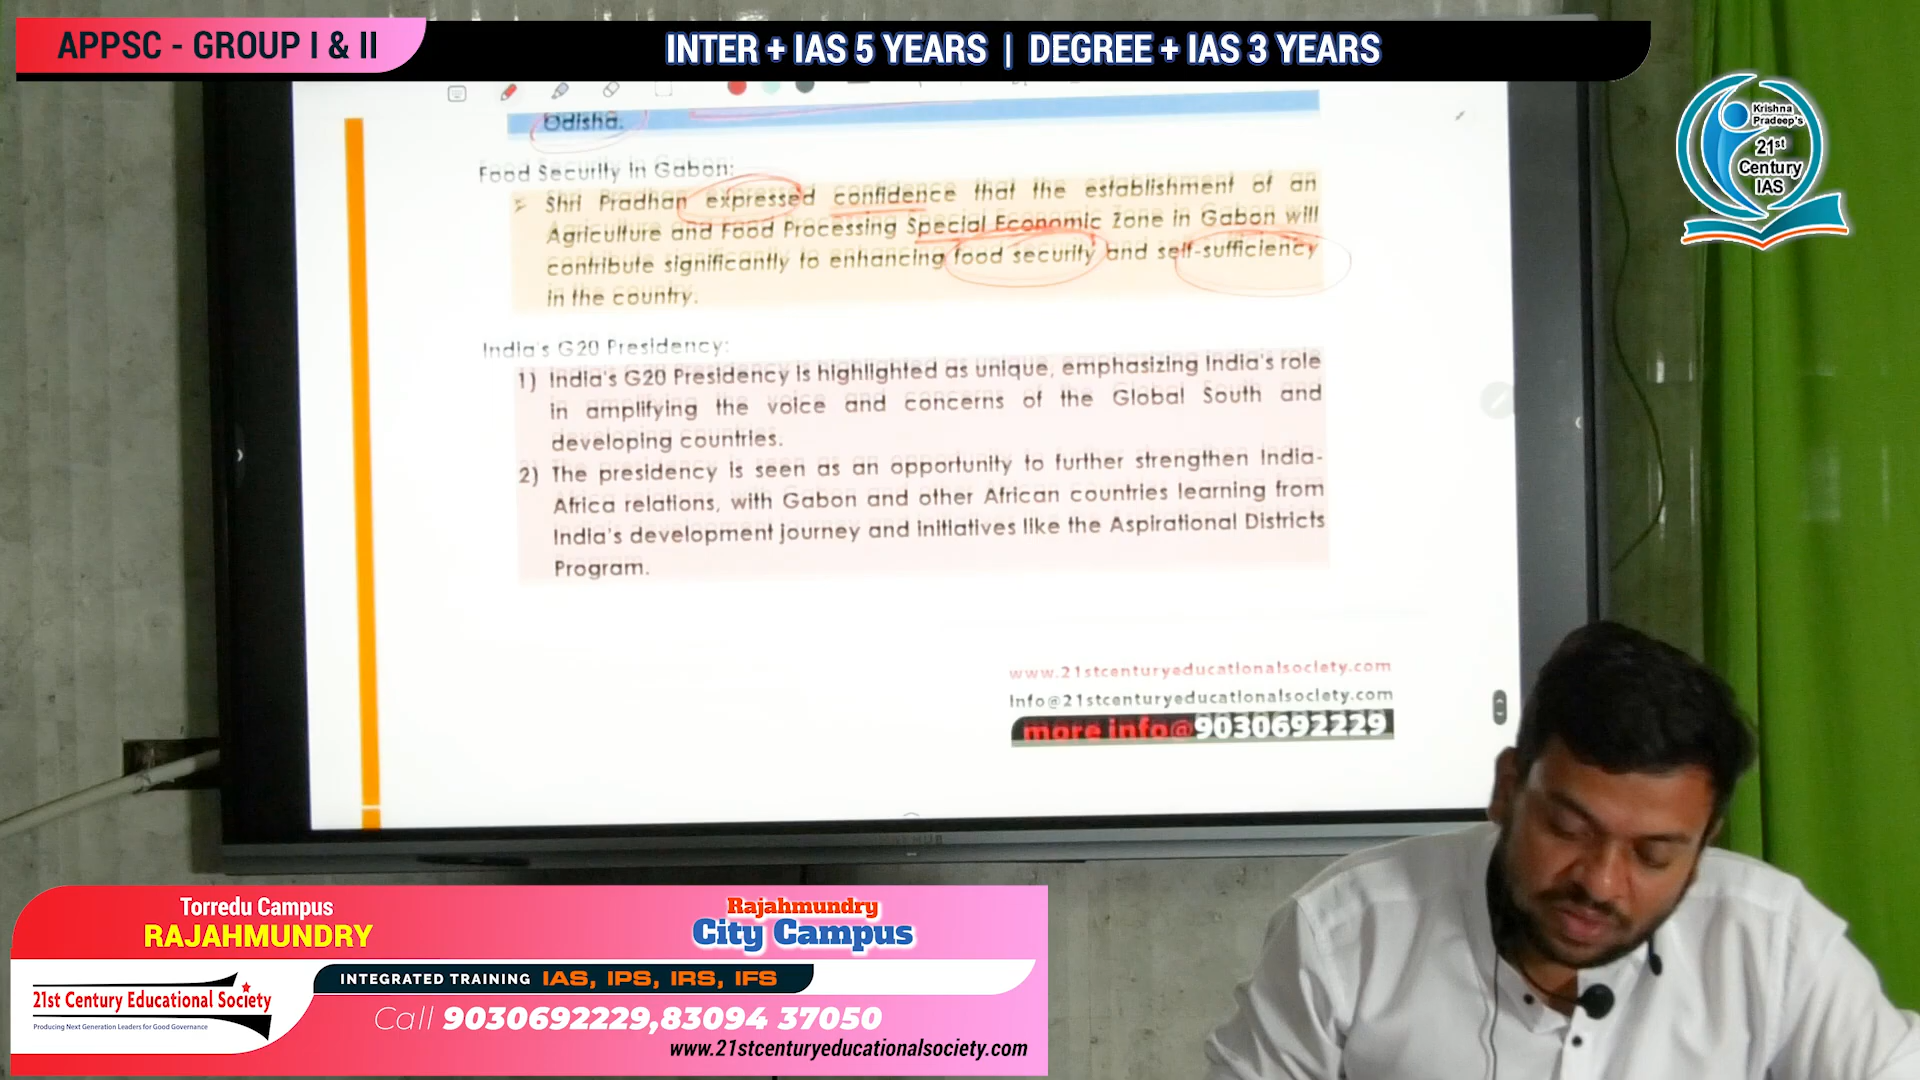 APPSC - GROUP I & II
INTER + IAS 5 YEARS | DEGREE + IAS 3 YEARS
Krishna
Pradeep's
21st
Century
IAS
Odisha.
Food Security in Gabon:
➢ Shri Pradhan expressed confidence that the establishment of an
Agriculture and Food Processing Special Economic Zone in Gabon will
contribute significantly to enhancing food security and self-sufficiency
in the country.
India's G20 Presidency:
1) India's G20 Presidency is highlighted as unique, emphasizing India's role
in amplifying the voice and concerns of the Global South and
developing countries.
2) The presidency is seen as an opportunity to further strengthen India-
Africa relations, with Gabon and other African countries learning from
India's development journey and initiatives like the Aspirational Districts
Program.
www.21stcenturyeducationalsociety.com
Info@21stcenturyeducationalsociety.com
more info@9030692229
Torredu Campus
RAJAHMUNDRY
Rajahmundry
City Campus
INTEGRATED TRAINING IAS, IPS, IRS, IFS
21st Century Educational Society
Producing Next Generation Leaders for Good Governance
Call 9030692229,83094 37050
www.21stcenturyeducationalsociety.com